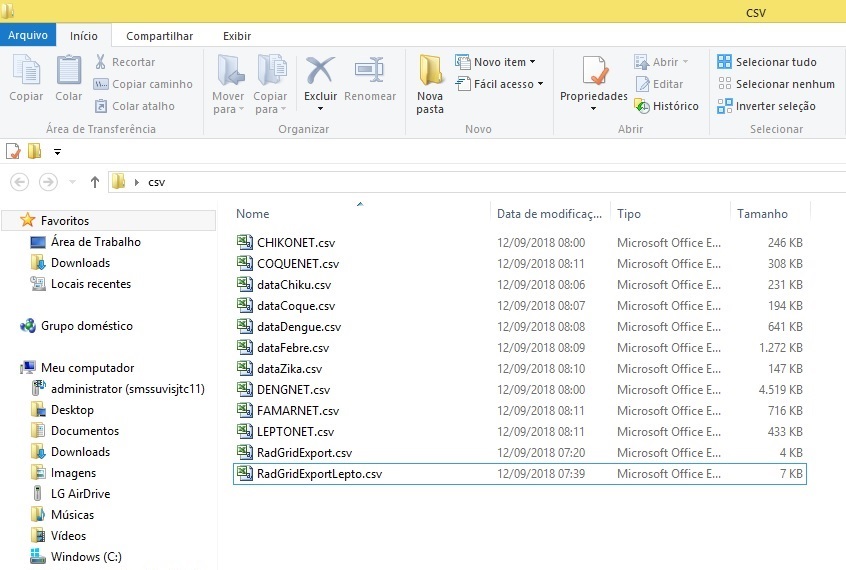 CSV
Arquivo Início Compartilhar Exibir
Copiar Colar Recortar Copiar caminho Colar atalho
Mover para Copiar para Excluir Renomear
Nova pasta Novo item Fácil acesso
Propriedades Abrir Editar Histórico
Selecionar tudo Selecionar nenhum Inverter seleção
Área de Transferência Organizar Novo Abrir Selecionar
csv
Favoritos
Área de Trabalho
Downloads
Locais recentes
Grupo doméstico
Meu computador
administrator (smssuvisjtc11)
Desktop
Documentos
Downloads
Imagens
LG AirDrive
Músicas
Vídeos
Windows (C:)
Nome Data de modificaç... Tipo Tamanho
CHIKONET.csv 12/09/2018 08:00 Microsoft Office E... 246 KB
COQUENET.csv 12/09/2018 08:11 Microsoft Office E... 308 KB
dataChiku.csv 12/09/2018 08:06 Microsoft Office E... 231 KB
dataCoque.csv 12/09/2018 08:07 Microsoft Office E... 194 KB
dataDengue.csv 12/09/2018 08:08 Microsoft Office E... 641 KB
dataFebre.csv 12/09/2018 08:09 Microsoft Office E... 1.272 KB
dataZika.csv 12/09/2018 08:10 Microsoft Office E... 147 KB
DENGNET.csv 12/09/2018 08:00 Microsoft Office E... 4.519 KB
FAMARNET.csv 12/09/2018 08:11 Microsoft Office E... 716 KB
LEPTONET.csv 12/09/2018 08:11 Microsoft Office E... 433 KB
RadGridExport.csv 12/09/2018 07:20 Microsoft Office E... 4 KB
RadGridExportLepto.csv 12/09/2018 07:39 Microsoft Office E... 7 KB